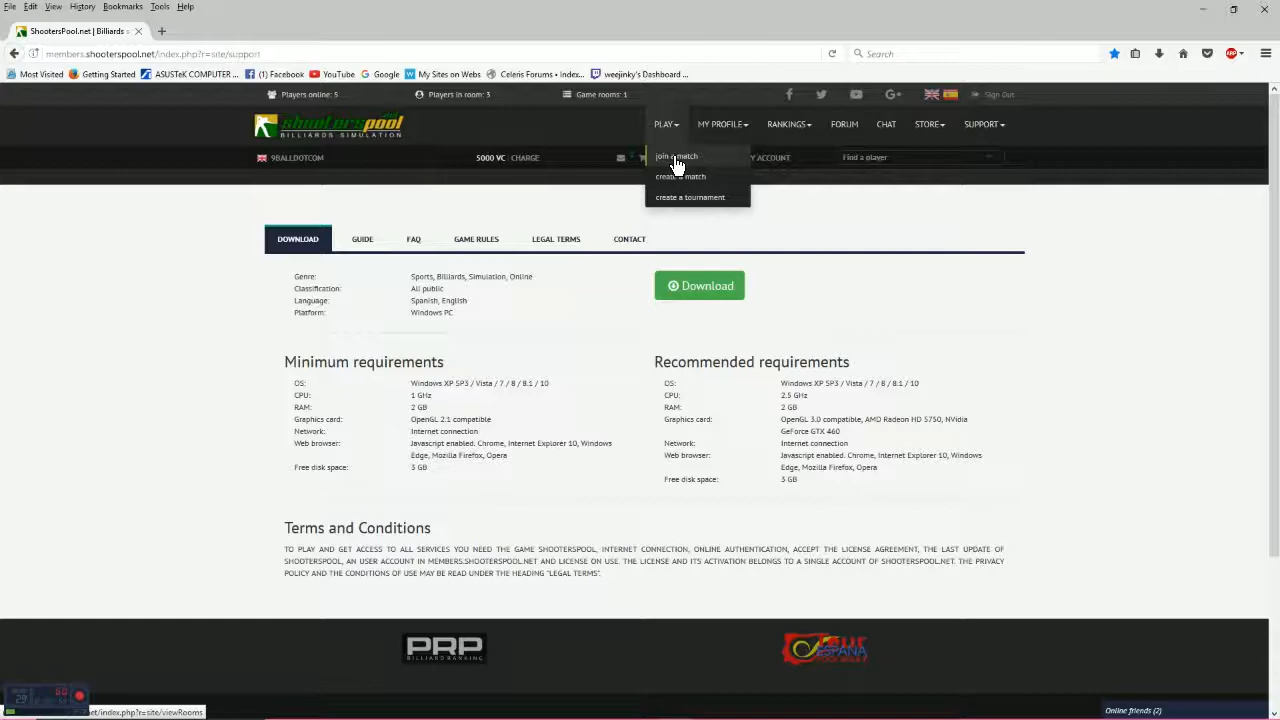 File Edit View History Bookmarks Tools Help
ShootersPool.net | Billiards s
members.shooterspool.net/index.php?r=site/support
Search
Most Visited Getting Started ASUSTeK COMPUTER ... (1) Facebook YouTube Google My Sites on Webs Celeris Forums • Index... weejinky's Dashboard ...
Players online: 5 Players in room: 3 Game rooms: 1 Sign Out
shooterspool
BILLIARDS SIMULATION
PLAY MY PROFILE RANKINGS FORUM CHAT STORE SUPPORT
9BALLDOTCOM 5000 VC CHARGE Y ACCOUNT Find a player
join a match
create a match
create a tournament
DOWNLOAD GUIDE FAQ GAME RULES LEGAL TERMS CONTACT
Genre: Sports, Billiards, Simulation, Online
Classification: All public
Language: Spanish, English
Platform: Windows PC
Download
Minimum requirements
OS: Windows XP SP3 / Vista / 7 / 8 / 8.1 / 10
CPU: 1 GHz
RAM: 2 GB
Graphics card: OpenGL 2.1 compatible
Network: Internet connection
Web browser: Javascript enabled. Chrome, Internet Explorer 10, Windows
Edge, Mozilla Firefox, Opera
Free disk space: 3 GB
Recommended requirements
OS: Windows XP SP3 / Vista / 7 / 8 / 8.1 / 10
CPU: 2.5 GHz
RAM: 2 GB
Graphics card: OpenGL 3.0 compatible, AMD Radeon HD 5750, NVidia
GeForce GTX 460
Network: Internet connection
Web browser: Javascript enabled. Chrome, Internet Explorer 10, Windows
Edge, Mozilla Firefox, Opera
Free disk space: 3 GB
Terms and Conditions
TO PLAY AND GET ACCESS TO ALL SERVICES YOU NEED THE GAME SHOOTERSPOOL, INTERNET CONNECTION, ONLINE AUTHENTICATION, ACCEPT THE LICENSE AGREEMENT, THE LAST UPDATE OF
SHOOTERSPOOL, AN USER ACCOUNT IN MEMBERS.SHOOTERSPOOL.NET AND LICENSE ON USE. THE LICENSE AND ITS ACTIVATION BELONGS TO A SINGLE ACCOUNT OF SHOOTERSPOOL.NET. THE PRIVACY
POLICY AND THE CONDITIONS OF USE MAY BE READ UNDER THE HEADING "LEGAL TERMS".
PRP
BILLIARD RANKING
ESPAÑA
net/index.php?r=site/viewRooms
Online friends (2)